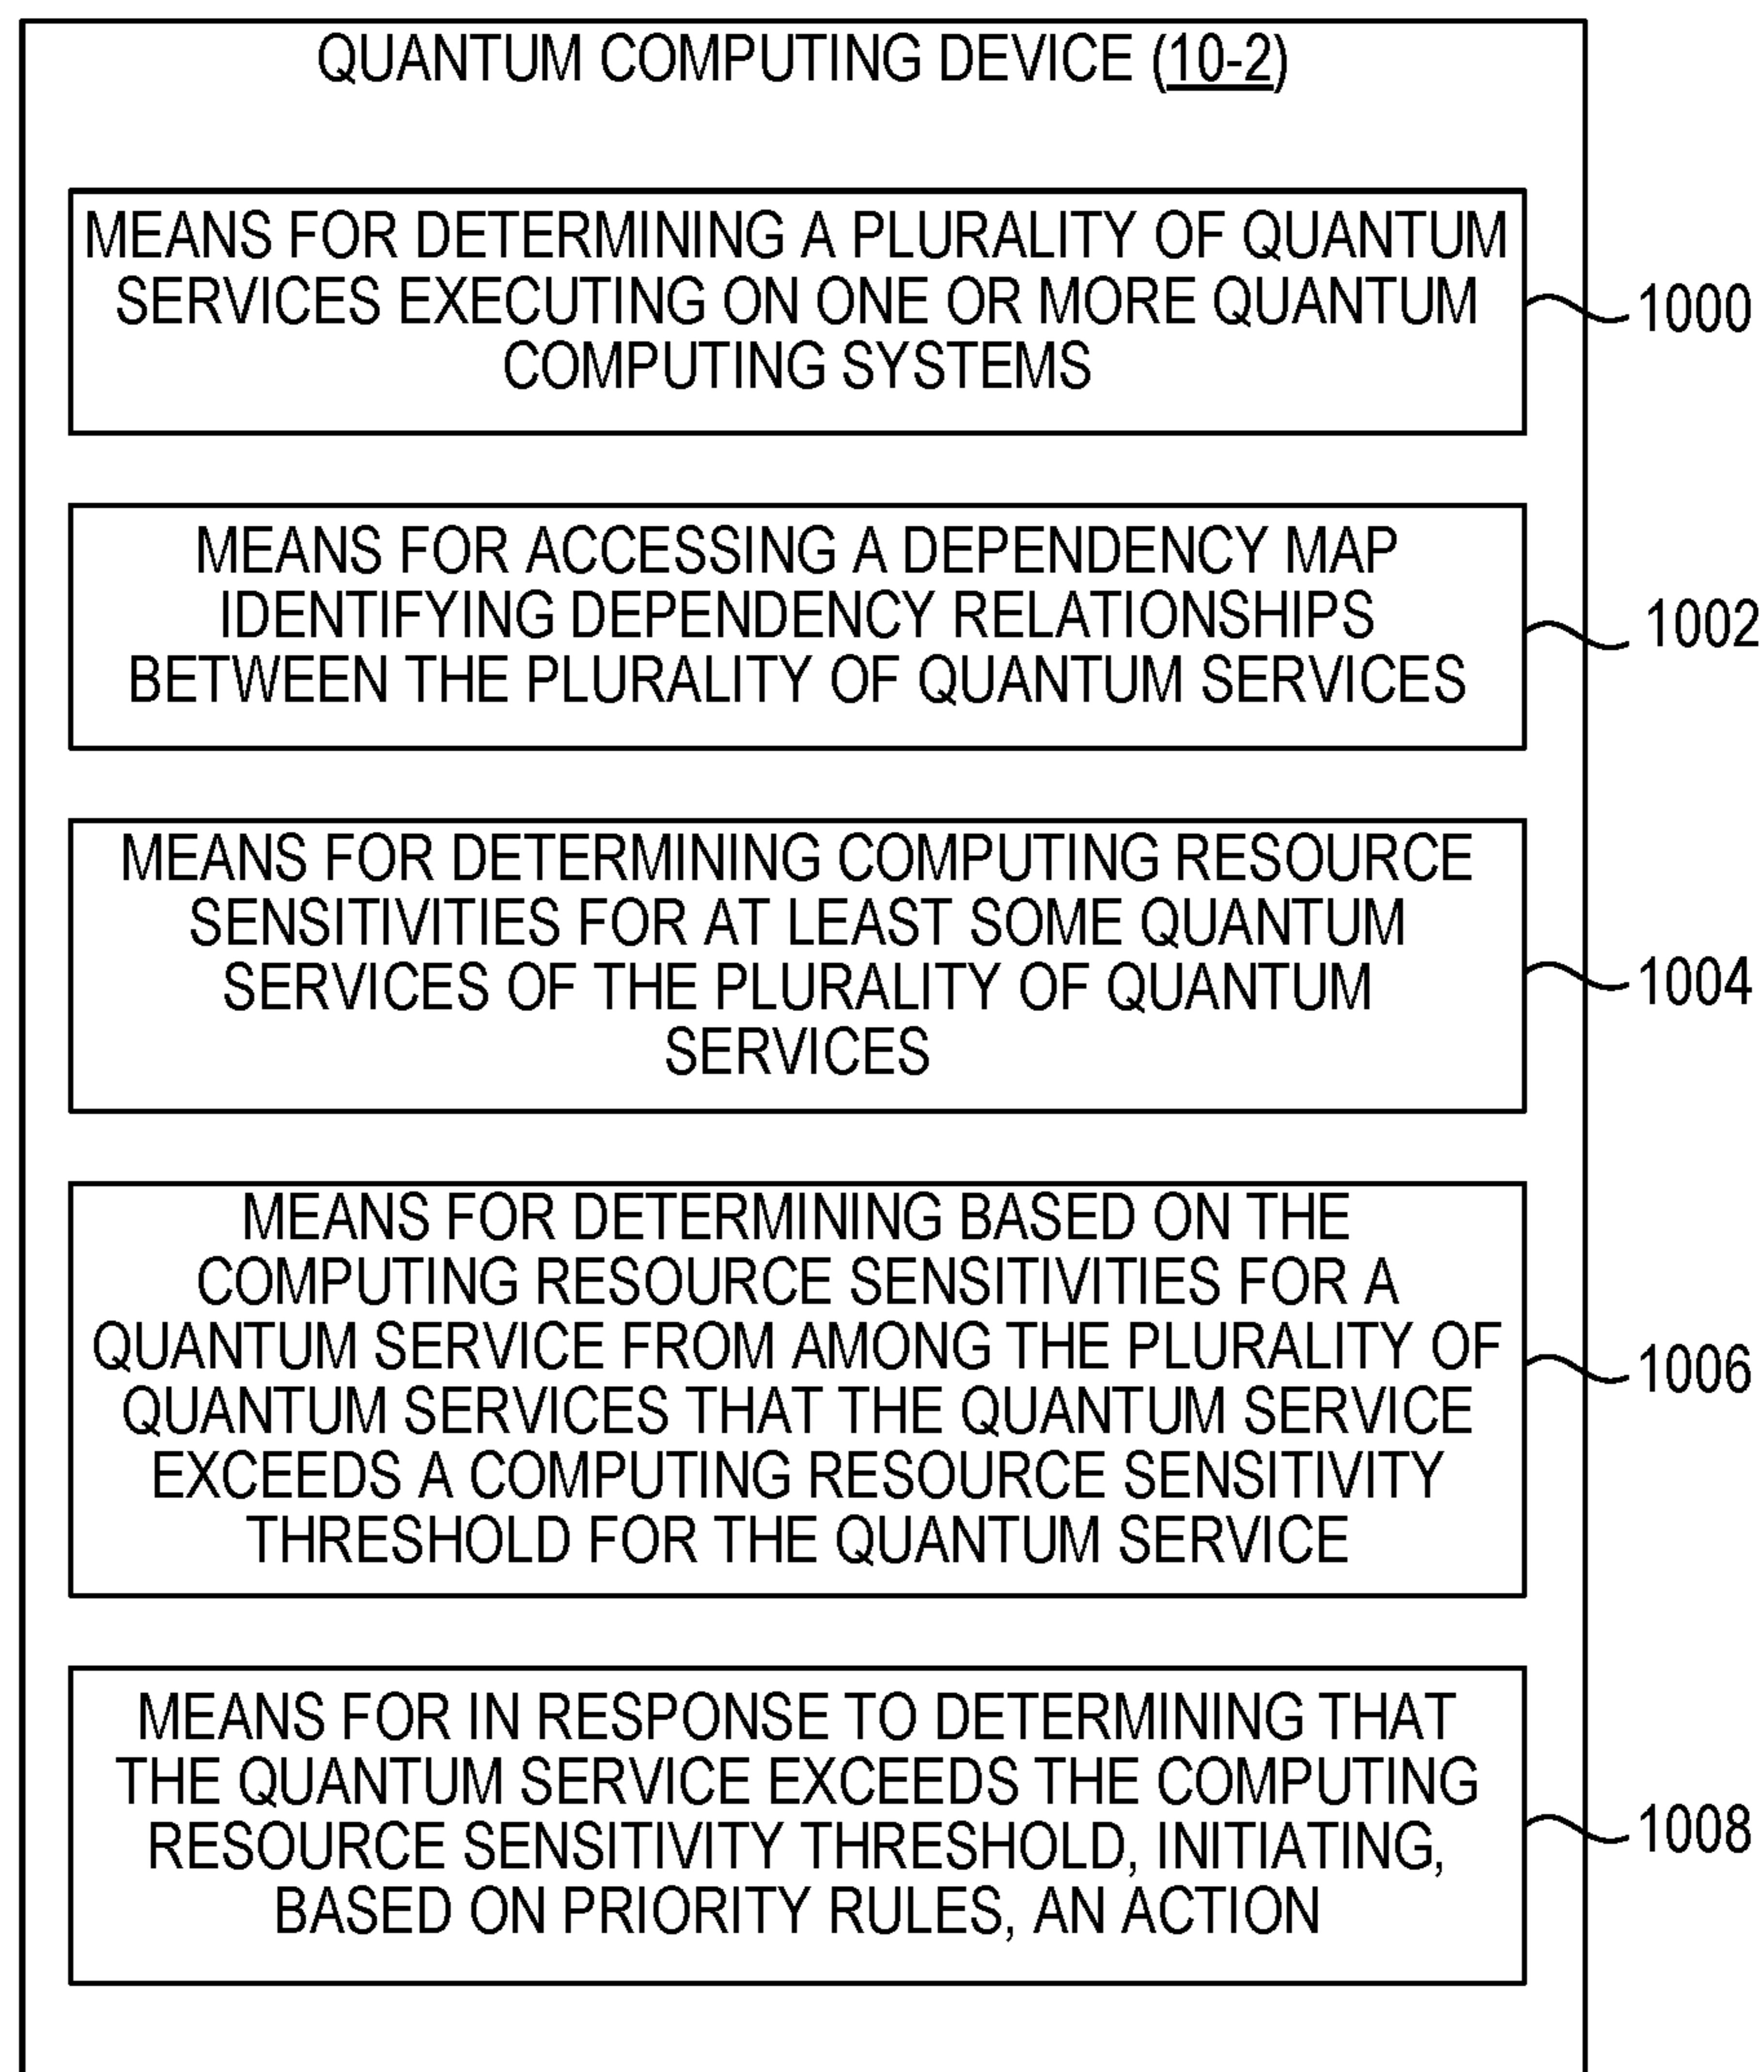 QUANTUM COMPUTING DEVICE (10-2)
MEANS FOR DETERMINING A PLURALITY OF QUANTUM
SERVICES EXECUTING ON ONE OR MORE QUANTUM
COMPUTING SYSTEMS
1000
MEANS FOR ACCESSING A DEPENDENCY MAP
IDENTIFYING DEPENDENCY RELATIONSHIPS
BETWEEN THE PLURALITY OF QUANTUM SERVICES
1002
MEANS FOR DETERMINING COMPUTING RESOURCE
SENSITIVITIES FOR AT LEAST SOME QUANTUM
SERVICES OF THE PLURALITY OF QUANTUM
SERVICES
1004
MEANS FOR DETERMINING BASED ON THE
COMPUTING RESOURCE SENSITIVITIES FOR A
QUANTUM SERVICE FROM AMONG THE PLURALITY OF
QUANTUM SERVICES THAT THE QUANTUM SERVICE
EXCEEDS A COMPUTING RESOURCE SENSITIVITY
THRESHOLD FOR THE QUANTUM SERVICE
1006
MEANS FOR IN RESPONSE TO DETERMINING THAT
THE QUANTUM SERVICE EXCEEDS THE COMPUTING
RESOURCE SENSITIVITY THRESHOLD, INITIATING,
BASED ON PRIORITY RULES, AN ACTION
1008